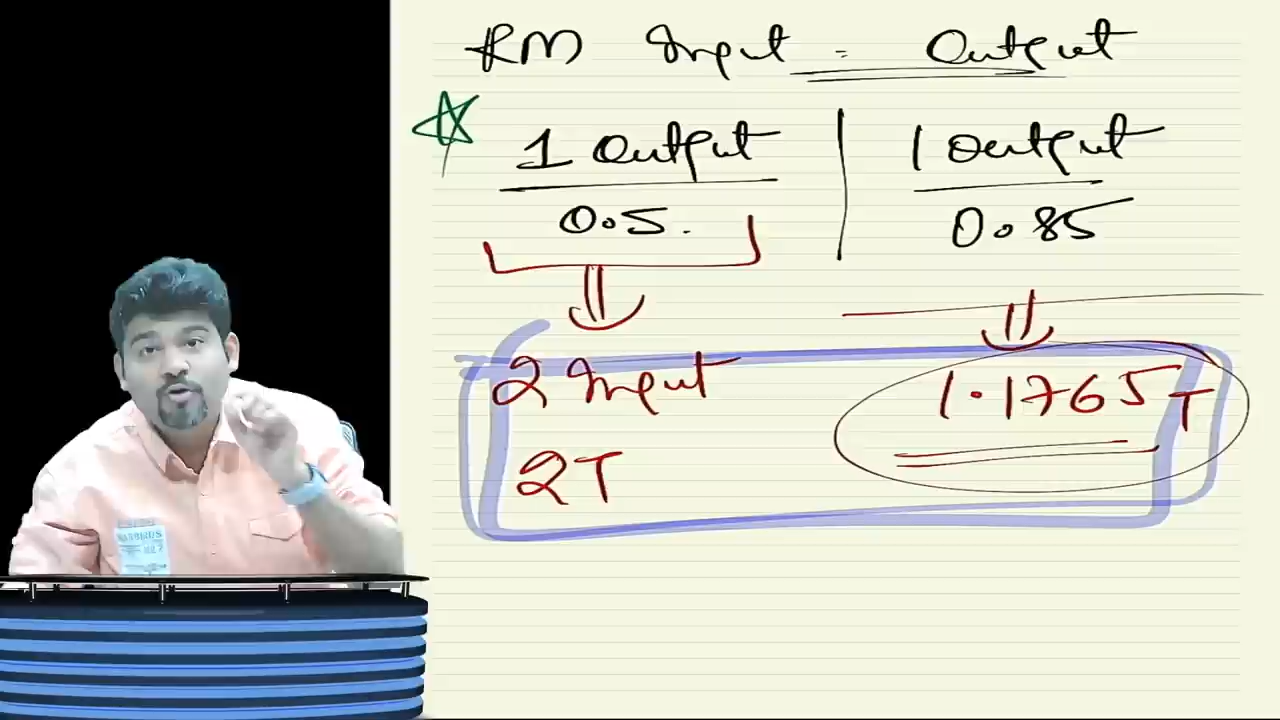 RM Input = Output
1 Output | 1 Output
0.5. 0.85
2 Input 1.1765T
2T